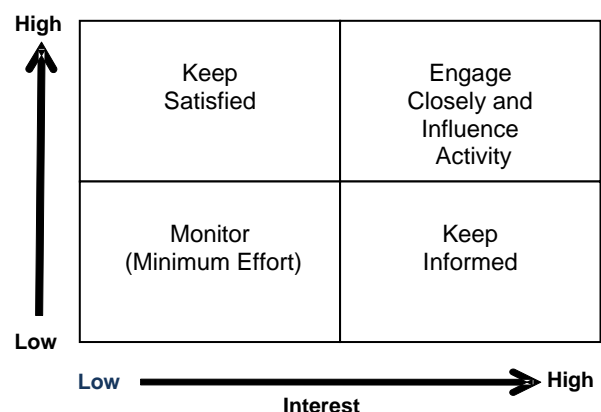 High
Keep
Satisfied
Engage
Closely and
Influence
Activity
Monitor
(Minimum Effort)
Keep
Informed
Low
Low
High
Interest